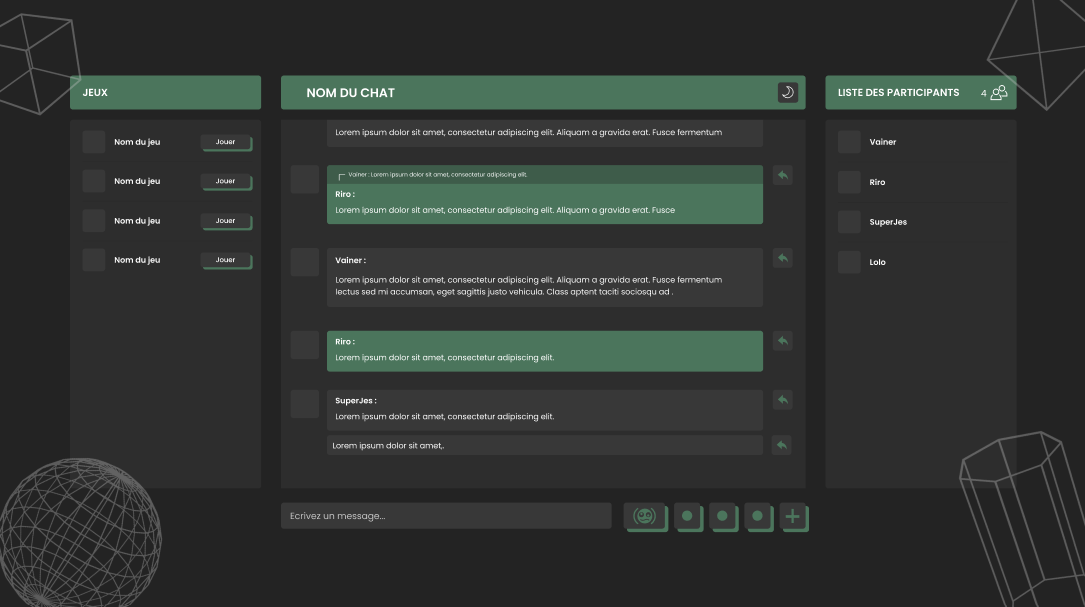 JEUX
Nom du jeu
Jouer
Nom du jeu
Jouer
Nom du jeu
Jouer
Nom du jeu
Jouer
NOM DU CHAT
Lorem ipsum dolor sit amet, consectetur adipiscing elit. Aliquam a gravida erat. Fusce fermentum
Vainer : Lorem ipsum dolor sit amet, consectetur adipiscing elit.
Riro :
Lorem ipsum dolor sit amet, consectetur adipiscing elit. Aliquam a gravida erat. Fusce
Vainer :
Lorem ipsum dolor sit amet, consectetur adipiscing elit. Aliquam a gravida erat. Fusce fermentum
lectus sed mi accumsan, eget sagittis justo vehicula. Class aptent taciti sociosqu ad .
Riro :
Lorem ipsum dolor sit amet, consectetur adipiscing elit.
SuperJes :
Lorem ipsum dolor sit amet, consectetur adipiscing elit.
Lorem ipsum dolor sit amet,.
Ecrivez un message...
LISTE DES PARTICIPANTS
4
Vainer
Riro
SuperJes
Lolo